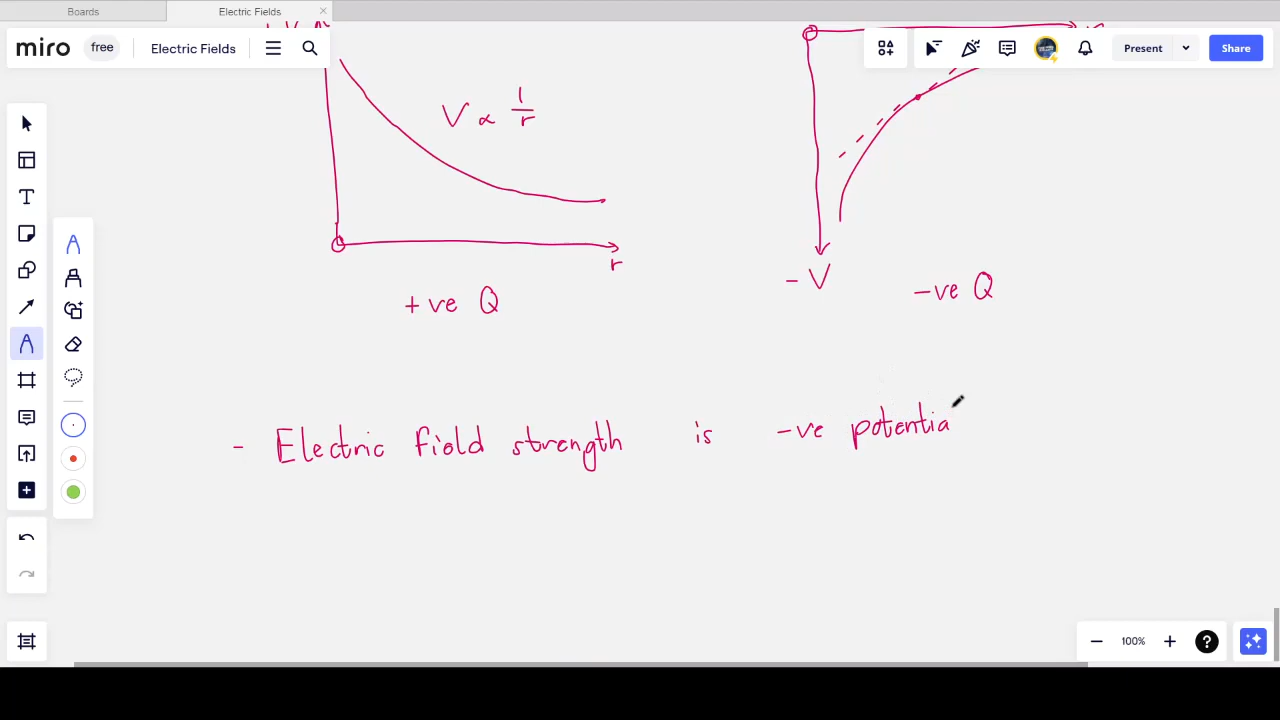 Boards
Electric Fields
miro
free
Electric Fields
Present
Share
V ∝ 1/r
r
+ve Q
- V
-ve Q
- Electric field strength is -ve potentia
100%